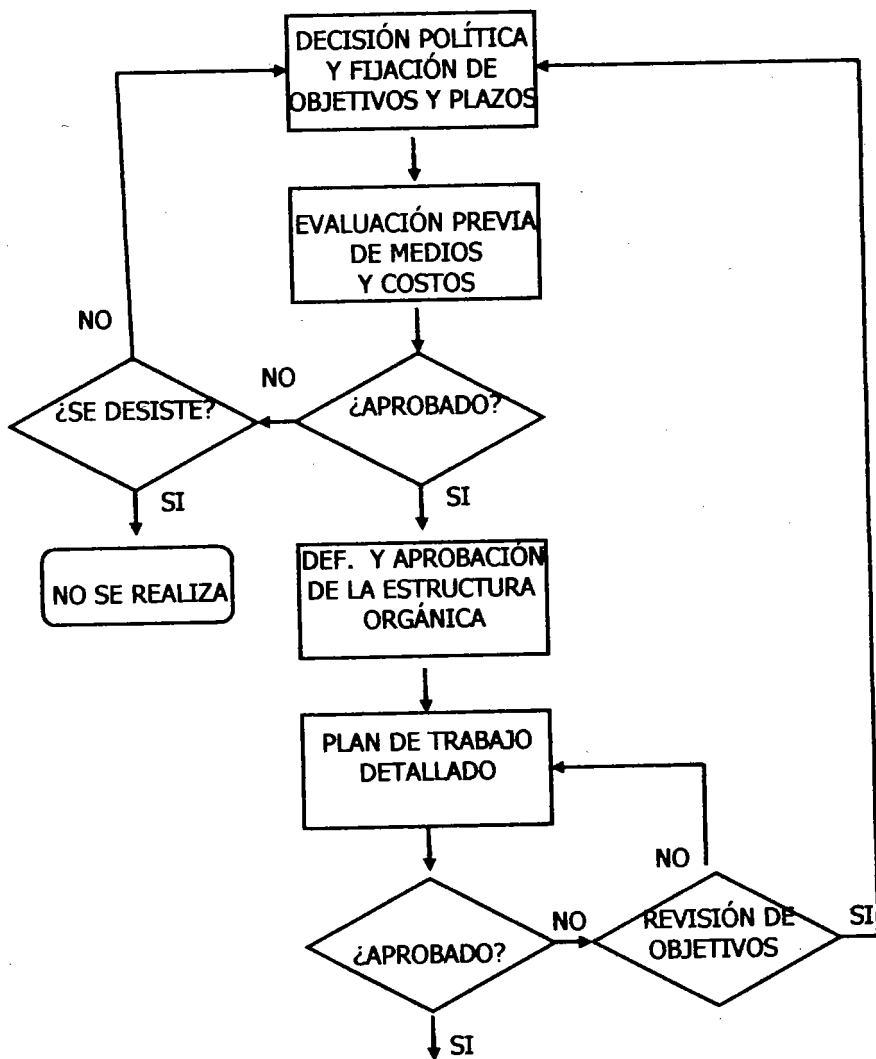 DECISIÓN POLÍTICA
Y FIJACIÓN DE
OBJETIVOS Y PLAZOS
EVALUACIÓN PREVIA
DE MEDIOS
Y COSTOS
NO
NO
¿SE DESISTE?
¿APROBADO?
SI
SI
NO SE REALIZA
DEF. Y APROBACIÓN
DE LA ESTRUCTURA
ORGÁNICA
PLAN DE TRABAJO
DETALLADO
NO
NO
REVISIÓN DE
OBJETIVOS
SI
¿APROBADO?
SI